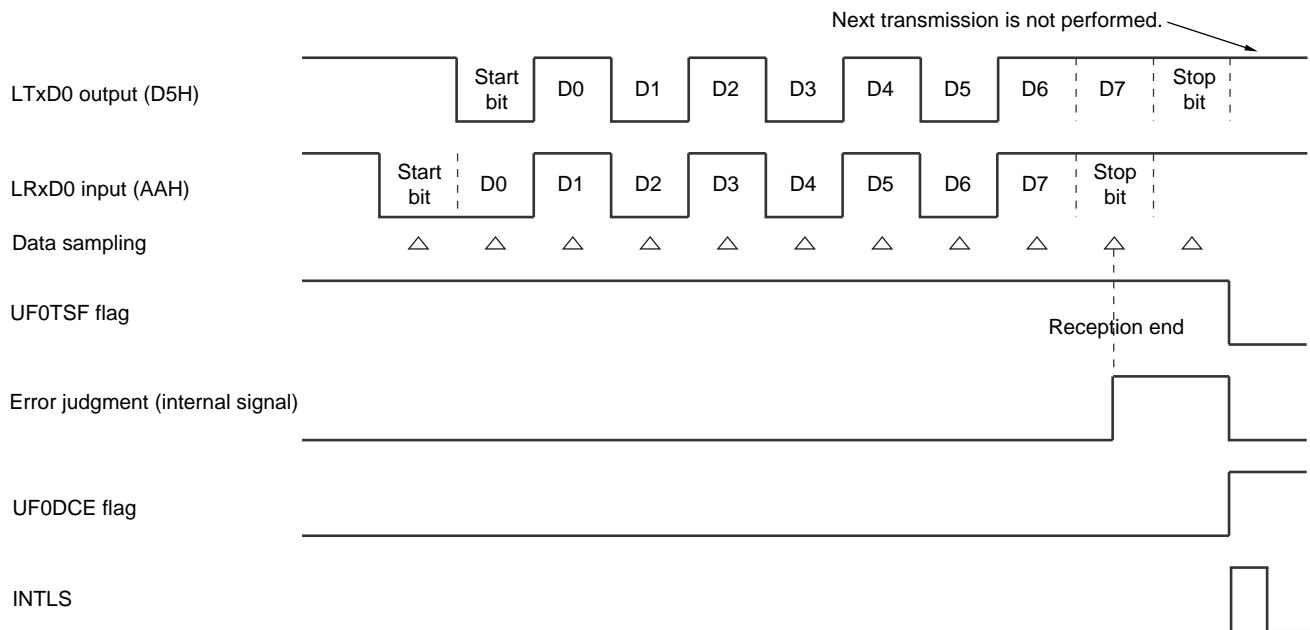 Next transmission is not performed.
LTxD0 output (D5H)
Start
bit
D0
D1
D2
D3
D4
D5
D6
D7
Stop
bit
LRxD0 input (AAH)
Start
bit
D0
D1
D2
D3
D4
D5
D6
D7
Stop
bit
Data sampling
UF0TSF flag
Reception end
Error judgment (internal signal)
UF0DCE flag
INTLS